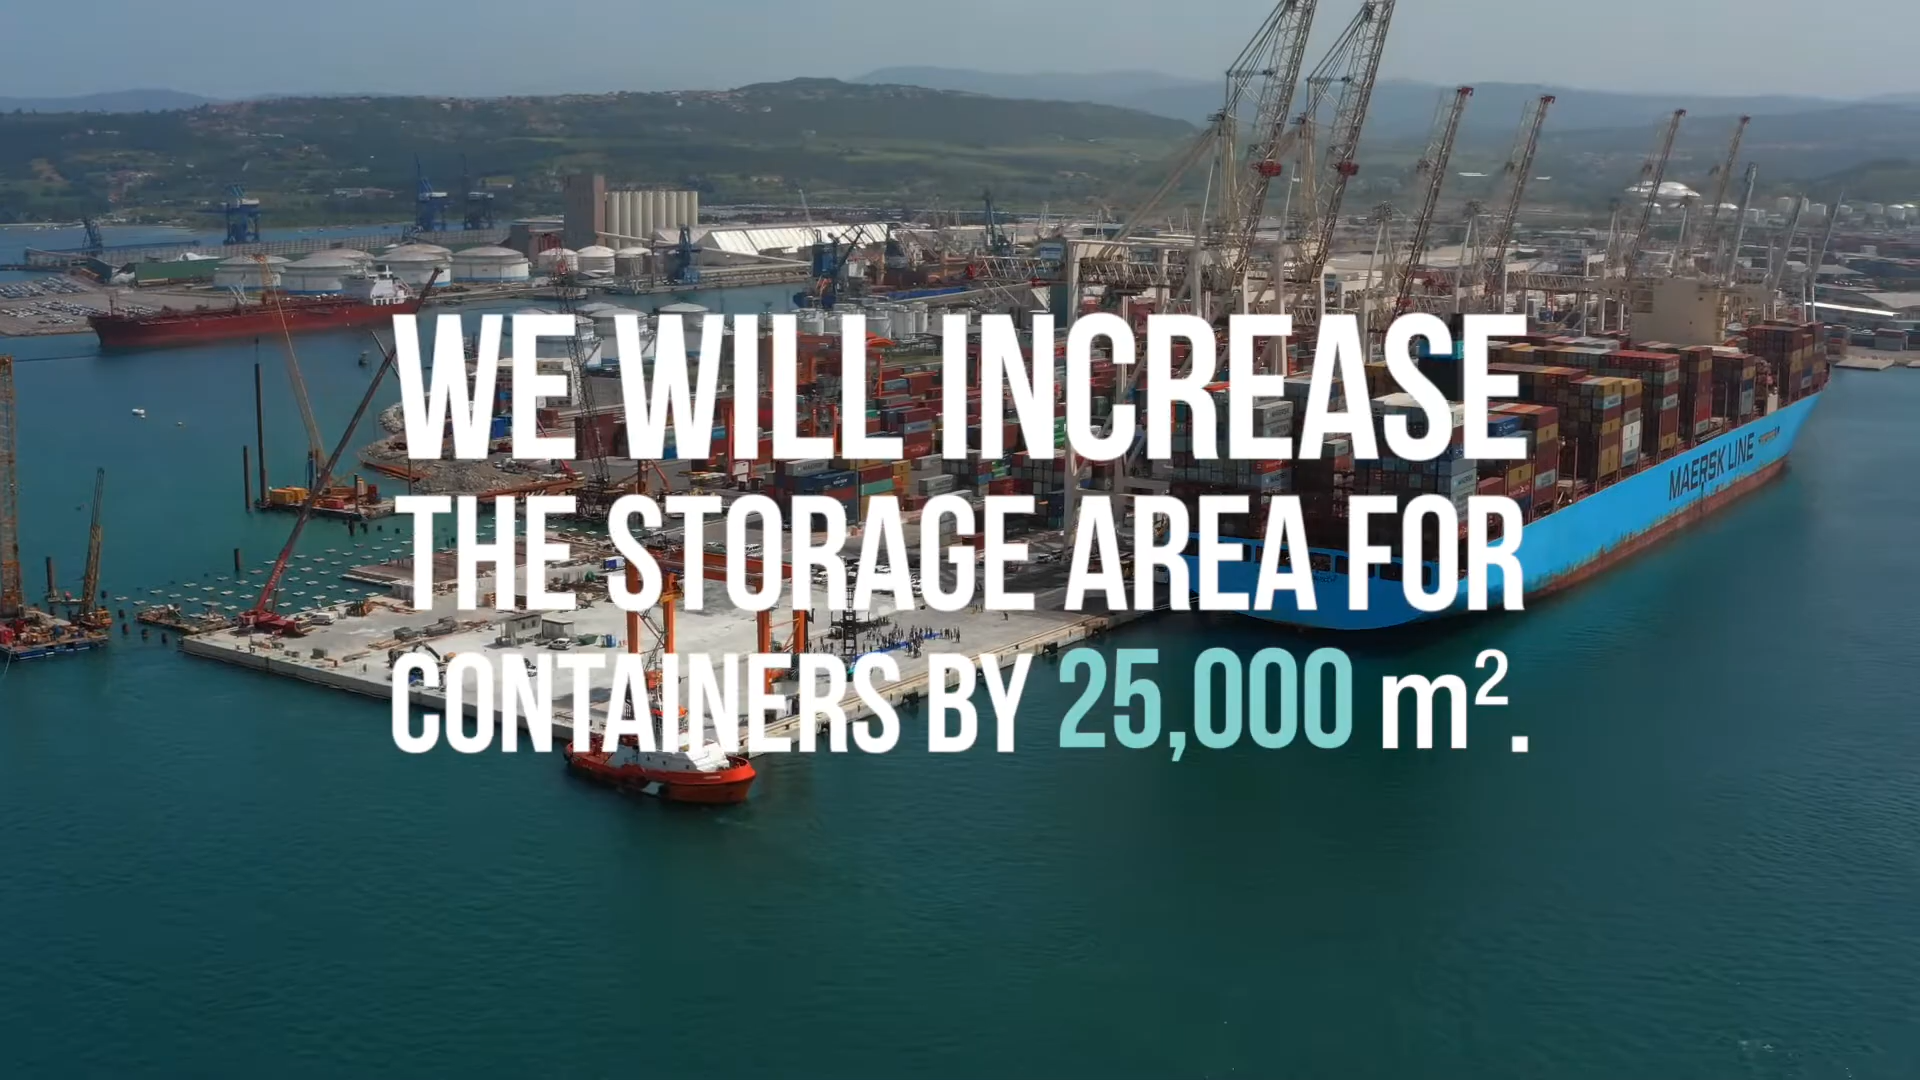 WE WILL INCREASE
THE STORAGE AREA FOR
CONTAINERS BY 25,000 m².
MAERSK LINE